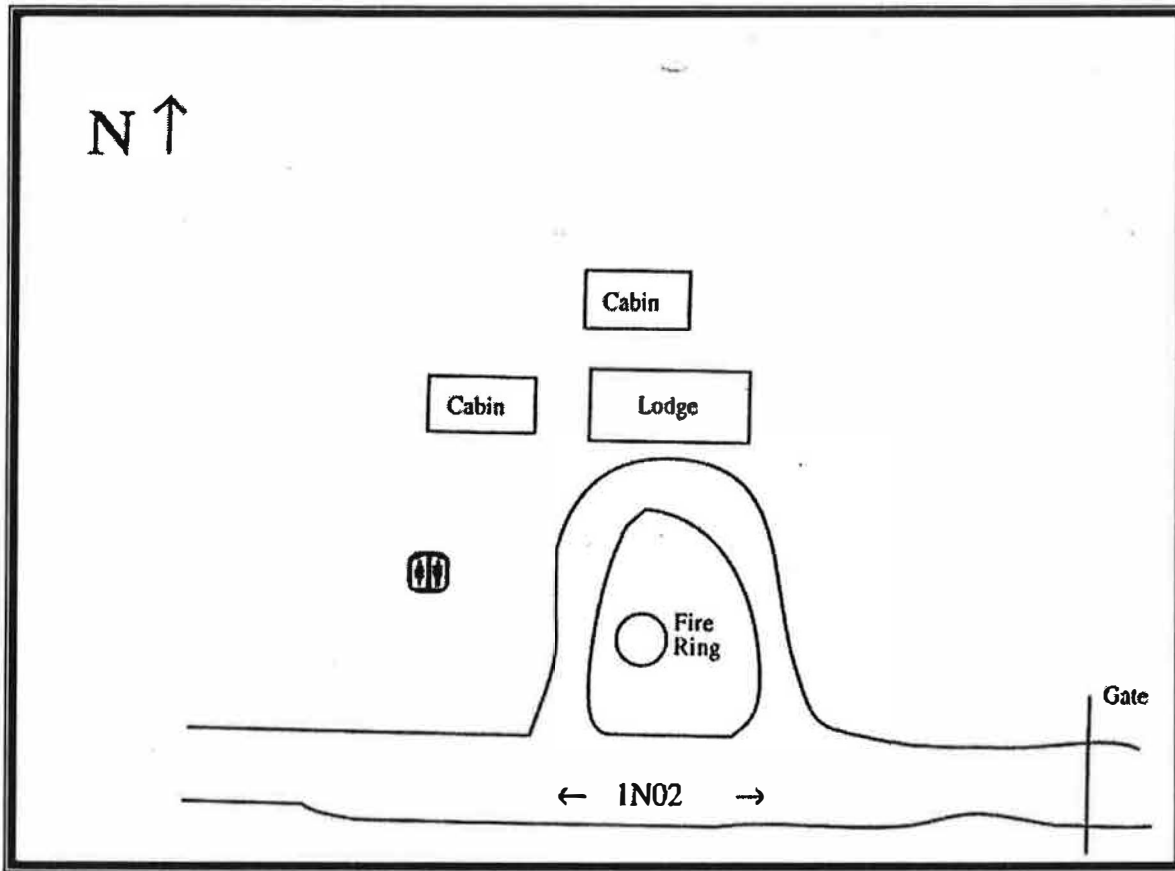 N ↑
Cabin
Cabin
Lodge
Fire
Ring
Gate
← 1N02 →